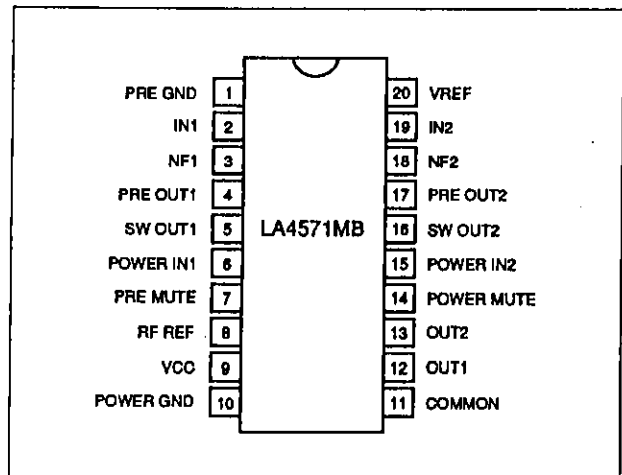 PRE GND 1 20 VREF
IN1 2 19 IN2
NF1 3 18 NF2
PRE OUT1 4 17 PRE OUT2
SW OUT1 5 LA4571MB 16 SW OUT2
POWER IN1 6 15 POWER IN2
PRE MUTE 7 14 POWER MUTE
RF REF 8 13 OUT2
VCC 9 12 OUT1
POWER GND 10 11 COMMON